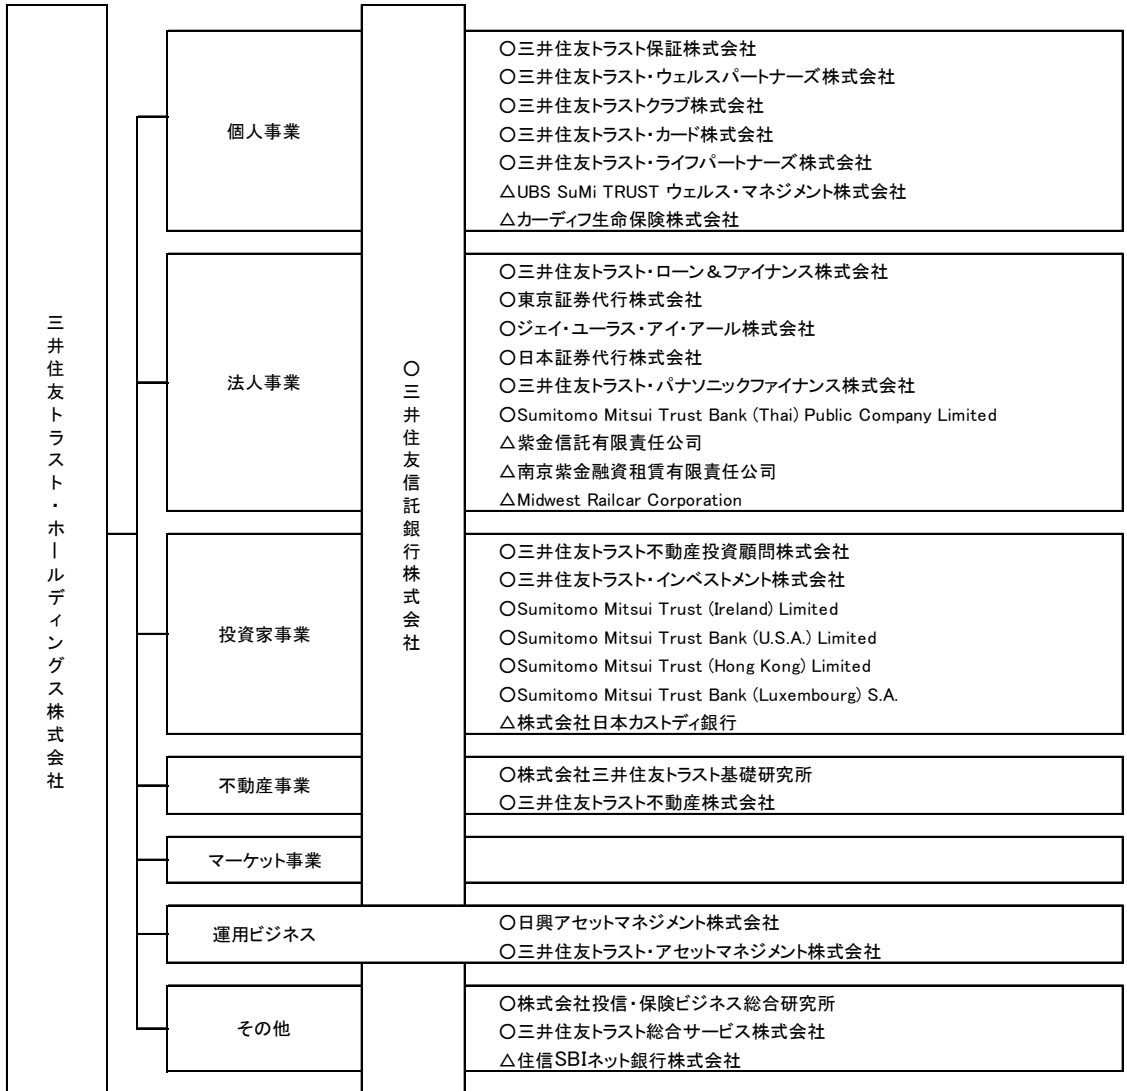 三井住友トラスト・ホールディングス株式会社
個人事業
法人事業
投資家事業
不動産事業
マーケット事業
運用ビジネス
その他
〇三井住友信託銀行株式会社
〇三井住友トラスト保証株式会社
〇三井住友トラスト・ウェルスパートナーズ株式会社
〇三井住友トラストクラブ株式会社
〇三井住友トラスト・カード株式会社
〇三井住友トラスト・ライフパートナーズ株式会社
△UBS SuMi TRUST ウェルス・マネジメント株式会社
△カーディフ生命保険株式会社
〇三井住友トラスト・ローン＆ファイナンス株式会社
〇東京証券代行株式会社
〇ジェイ・ユーラス・アイ・アール株式会社
〇日本証券代行株式会社
〇三井住友トラスト・パナソニックファイナンス株式会社
〇Sumitomo Mitsui Trust Bank (Thai) Public Company Limited
△紫金信託有限責任公司
△南京紫金融資租賃有限責任公司
△Midwest Railcar Corporation
〇三井住友トラスト不動産投資顧問株式会社
〇三井住友トラスト・インベストメント株式会社
〇Sumitomo Mitsui Trust (Ireland) Limited
〇Sumitomo Mitsui Trust Bank (U.S.A.) Limited
〇Sumitomo Mitsui Trust (Hong Kong) Limited
〇Sumitomo Mitsui Trust Bank (Luxembourg) S.A.
△株式会社日本カストディ銀行
〇株式会社三井住友トラスト基礎研究所
〇三井住友トラスト不動産株式会社
〇日興アセットマネジメント株式会社
〇三井住友トラスト・アセットマネジメント株式会社
〇株式会社投信・保険ビジネス総合研究所
〇三井住友トラスト総合サービス株式会社
△住信SBIネット銀行株式会社